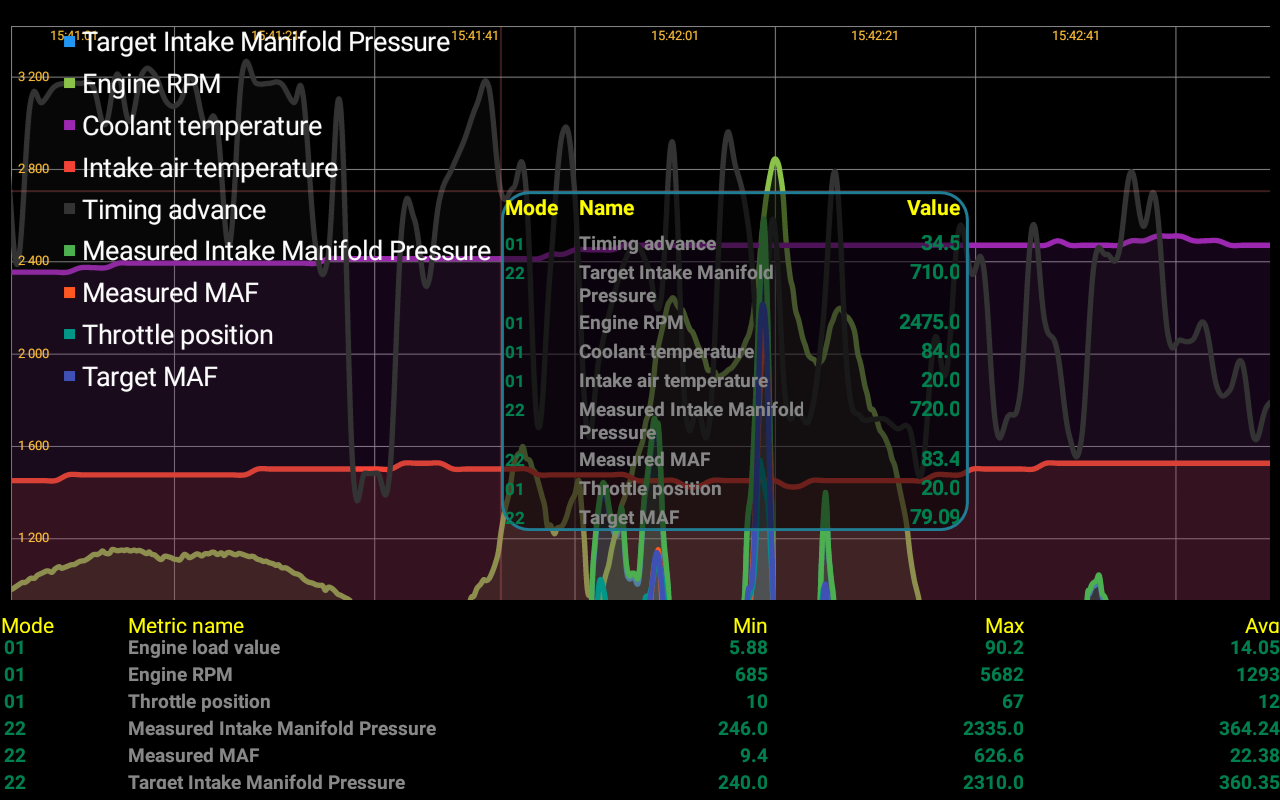 15:41:01 15:41:21 15:41:41 15:42:01 15:42:21 15:42:41
Target Intake Manifold Pressure
3 200 Engine RPM
Coolant temperature
2 800 Intake air temperature
Timing advance
Measured Intake Manifold Pressure
2 400
Measured MAF
Throttle position
2 000
Target MAF
1 600
1 200
Mode Name Value
01 Timing advance 34.5
22 Target Intake Manifold 710.0
Pressure
01 Engine RPM 2475.0
01 Coolant temperature 84.0
01 Intake air temperature 20.0
22 Measured Intake Manifold 720.0
Pressure
22 Measured MAF 83.4
01 Throttle position 20.0
22 Target MAF 79.09
Mode Metric name Min Max Avg
01 Engine load value 5.88 90.2 14.05
01 Engine RPM 685 5682 1293
01 Throttle position 10 67 12
22 Measured Intake Manifold Pressure 246.0 2335.0 364.24
22 Measured MAF 9.4 626.6 22.38
22 Target Intake Manifold Pressure 240.0 2310.0 360.35